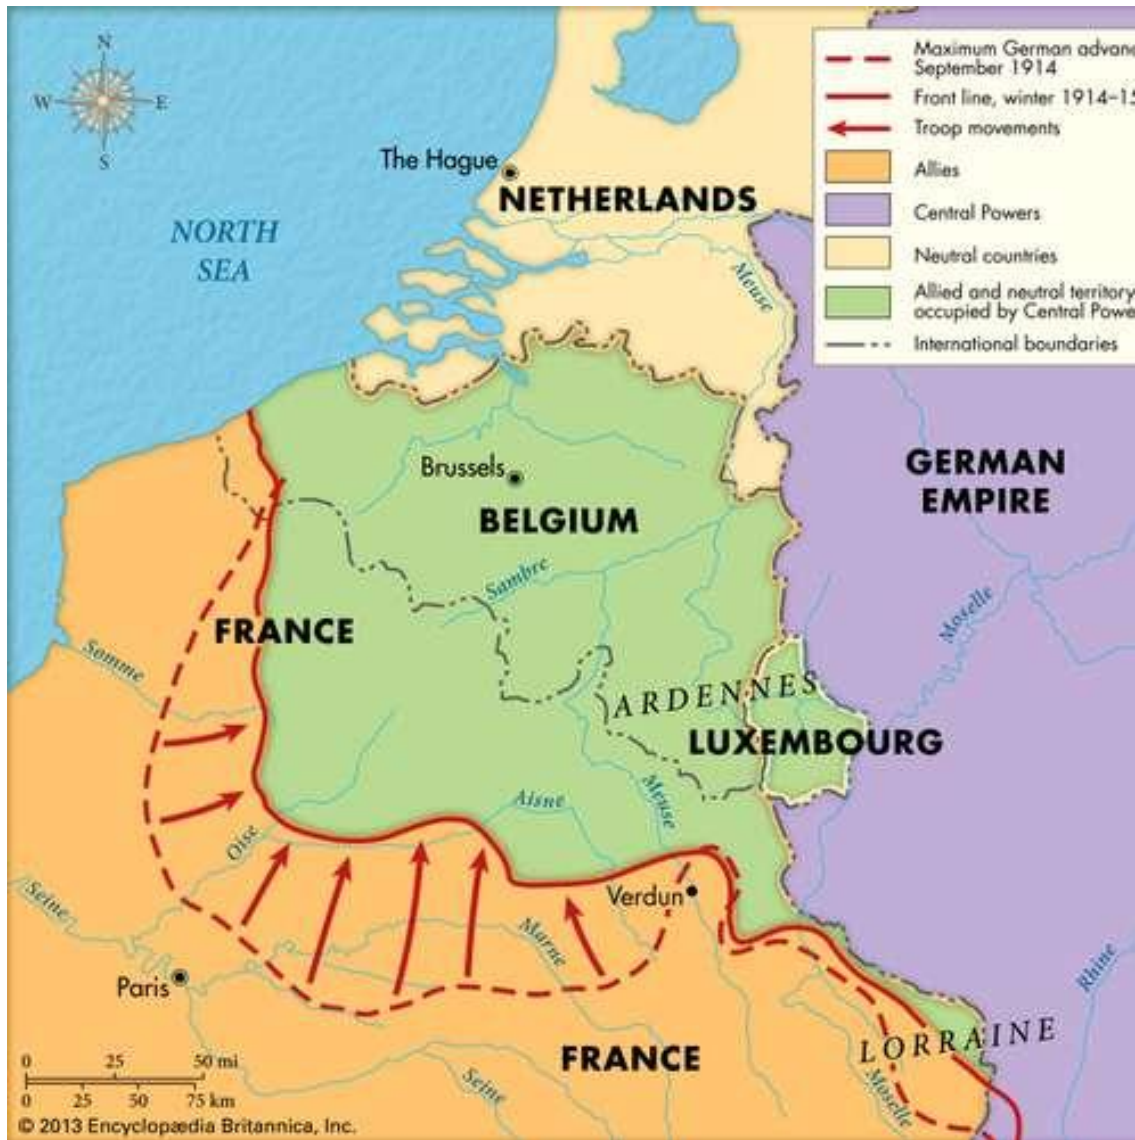 N
W
E
S
Maximum German advanc
September 1914
Front line, winter 1914–15
Troop movements
Allies
Central Powers
Neutral countries
Allied and neutral territory
occupied by Central Powe
International boundaries
The Hague
NETHERLANDS
NORTH
SEA
Meuse
Brussels
BELGIUM
GERMAN
EMPIRE
Sambre
Moselle
FRANCE
Somme
ARDENNES
LUXEMBOURG
Meuse
Aisne
Oise
Seine
Verdun
Marne
Paris
Rhine
LORRAINE
FRANCE
Moselle
Seine
0 25 50 mi
0 25 50 75 km
© 2013 Encyclopædia Britannica, Inc.